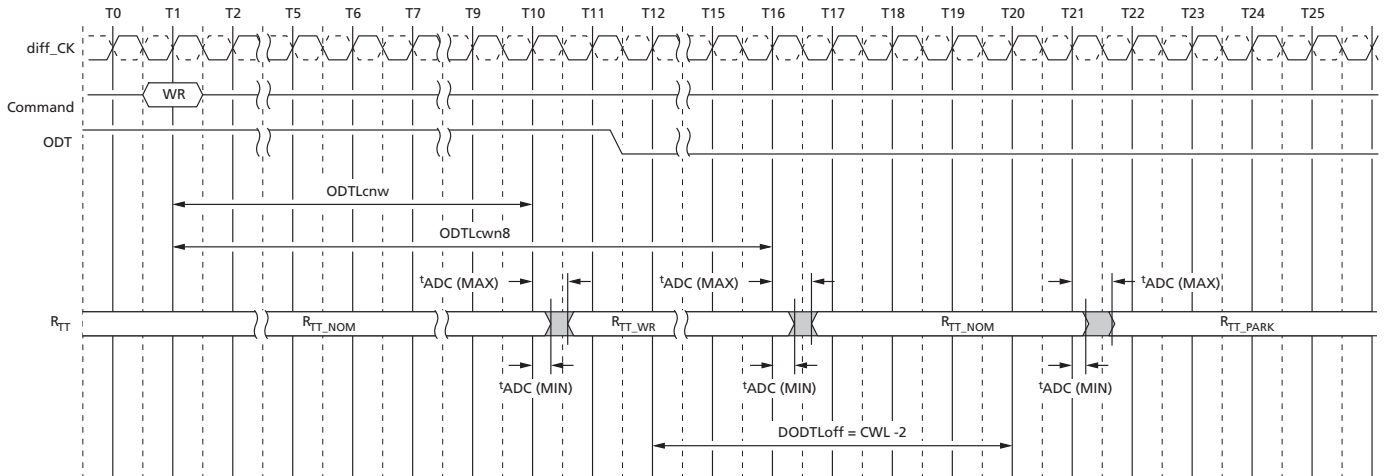 T0 T1 T2 T5 T6 T7 T9 T10 T11 T12 T15 T16 T17 T18 T19 T20 T21 T22 T23 T24 T25
diff_CK
WR
Command
ODT
ODTLcnw
ODTLcwn8
tADC (MAX) tADC (MAX) tADC (MAX)
RTT RTT_NOM RTT_WR RTT_NOM RTT_PARK
tADC (MIN) tADC (MIN) tADC (MIN)
DODTLoff = CWL -2